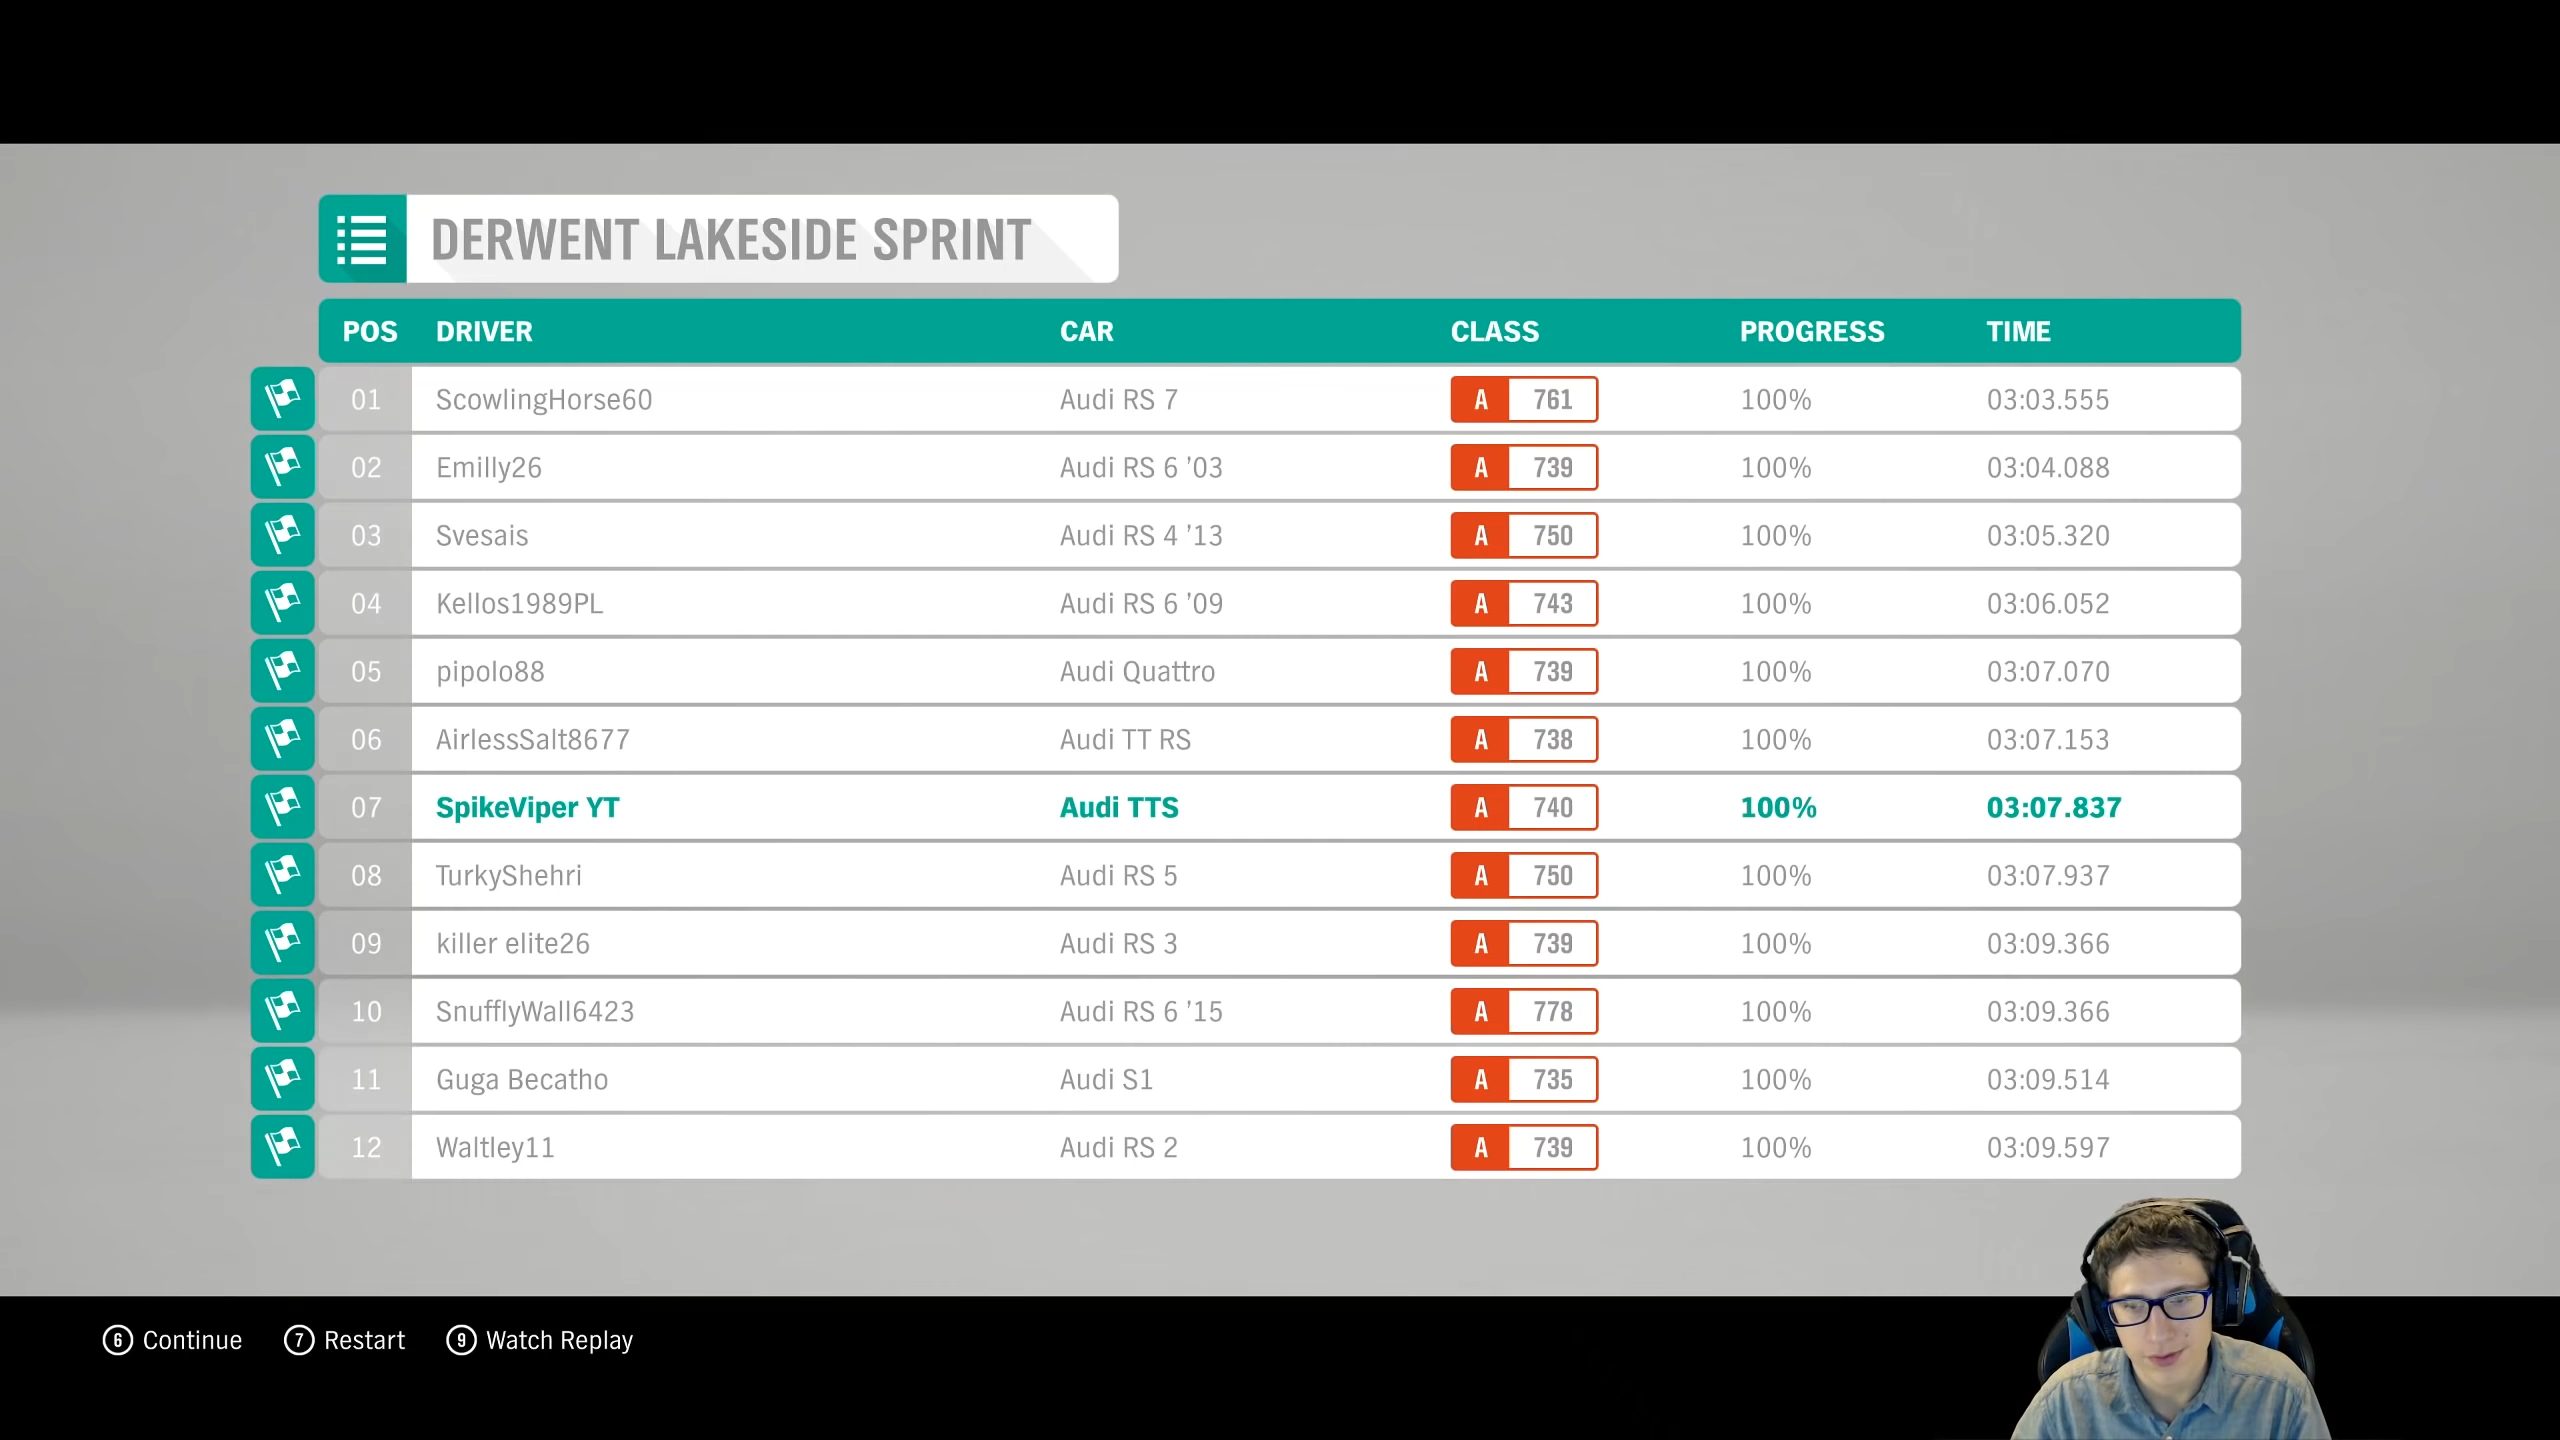 DERWENT LAKESIDE SPRINT
POS DRIVER CAR CLASS PROGRESS TIME
01 ScowlingHorse60 Audi RS 7 A 761 100% 03:03.555
02 Emilly26 Audi RS 6 ’03 A 739 100% 03:04.088
03 Svesais Audi RS 4 ’13 A 750 100% 03:05.320
04 Kellos1989PL Audi RS 6 ’09 A 743 100% 03:06.052
05 pipolo88 Audi Quattro A 739 100% 03:07.070
06 AirlessSalt8677 Audi TT RS A 738 100% 03:07.153
07 SpikeViper YT Audi TTS A 740 100% 03:07.837
08 TurkyShehri Audi RS 5 A 750 100% 03:07.937
09 killer elite26 Audi RS 3 A 739 100% 03:09.366
10 SnufflyWall6423 Audi RS 6 ’15 A 778 100% 03:09.366
11 Guga Becatho Audi S1 A 735 100% 03:09.514
12 Waltley11 Audi RS 2 A 739 100% 03:09.597
6 Continue 7 Restart 9 Watch Replay